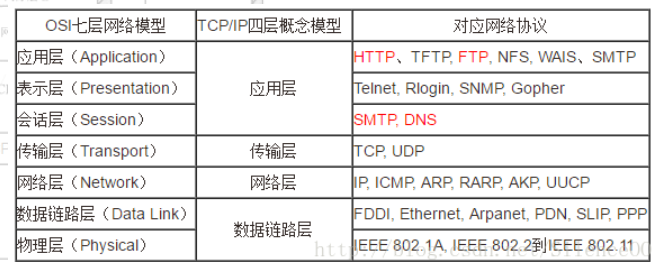 OSI七层网络模型 TCP/IP四层概念模型 对应网络协议
应用层（Application） 应用层 HTTP、TFTP, FTP, NFS, WAIS、SMTP
表示层（Presentation） Telnet, Rlogin, SNMP, Gopher
会话层（Session） SMTP, DNS
传输层（Transport） 传输层 TCP, UDP
网络层（Network） 网络层 IP, ICMP, ARP, RARP, AKP, UUCP
数据链路层（Data Link） 数据链路层 FDDI, Ethernet, Arpanet, PDN, SLIP, PPP
物理层（Physical） IEEE 802.1A, IEEE 802.2到IEEE 802.11